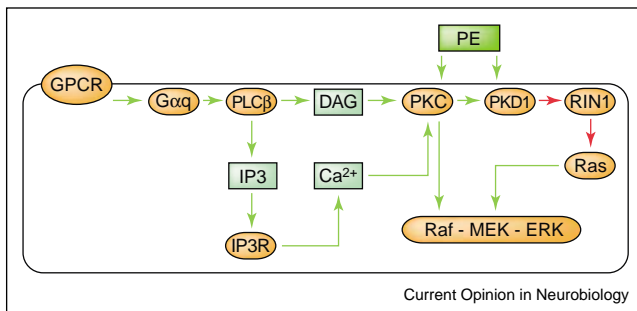 PE
GPCR
Gαq
PLCβ
DAG
PKC
PKD1
RIN1
IP3
Ca²⁺
Ras
IP3R
Raf - MEK - ERK
Current Opinion in Neurobiology